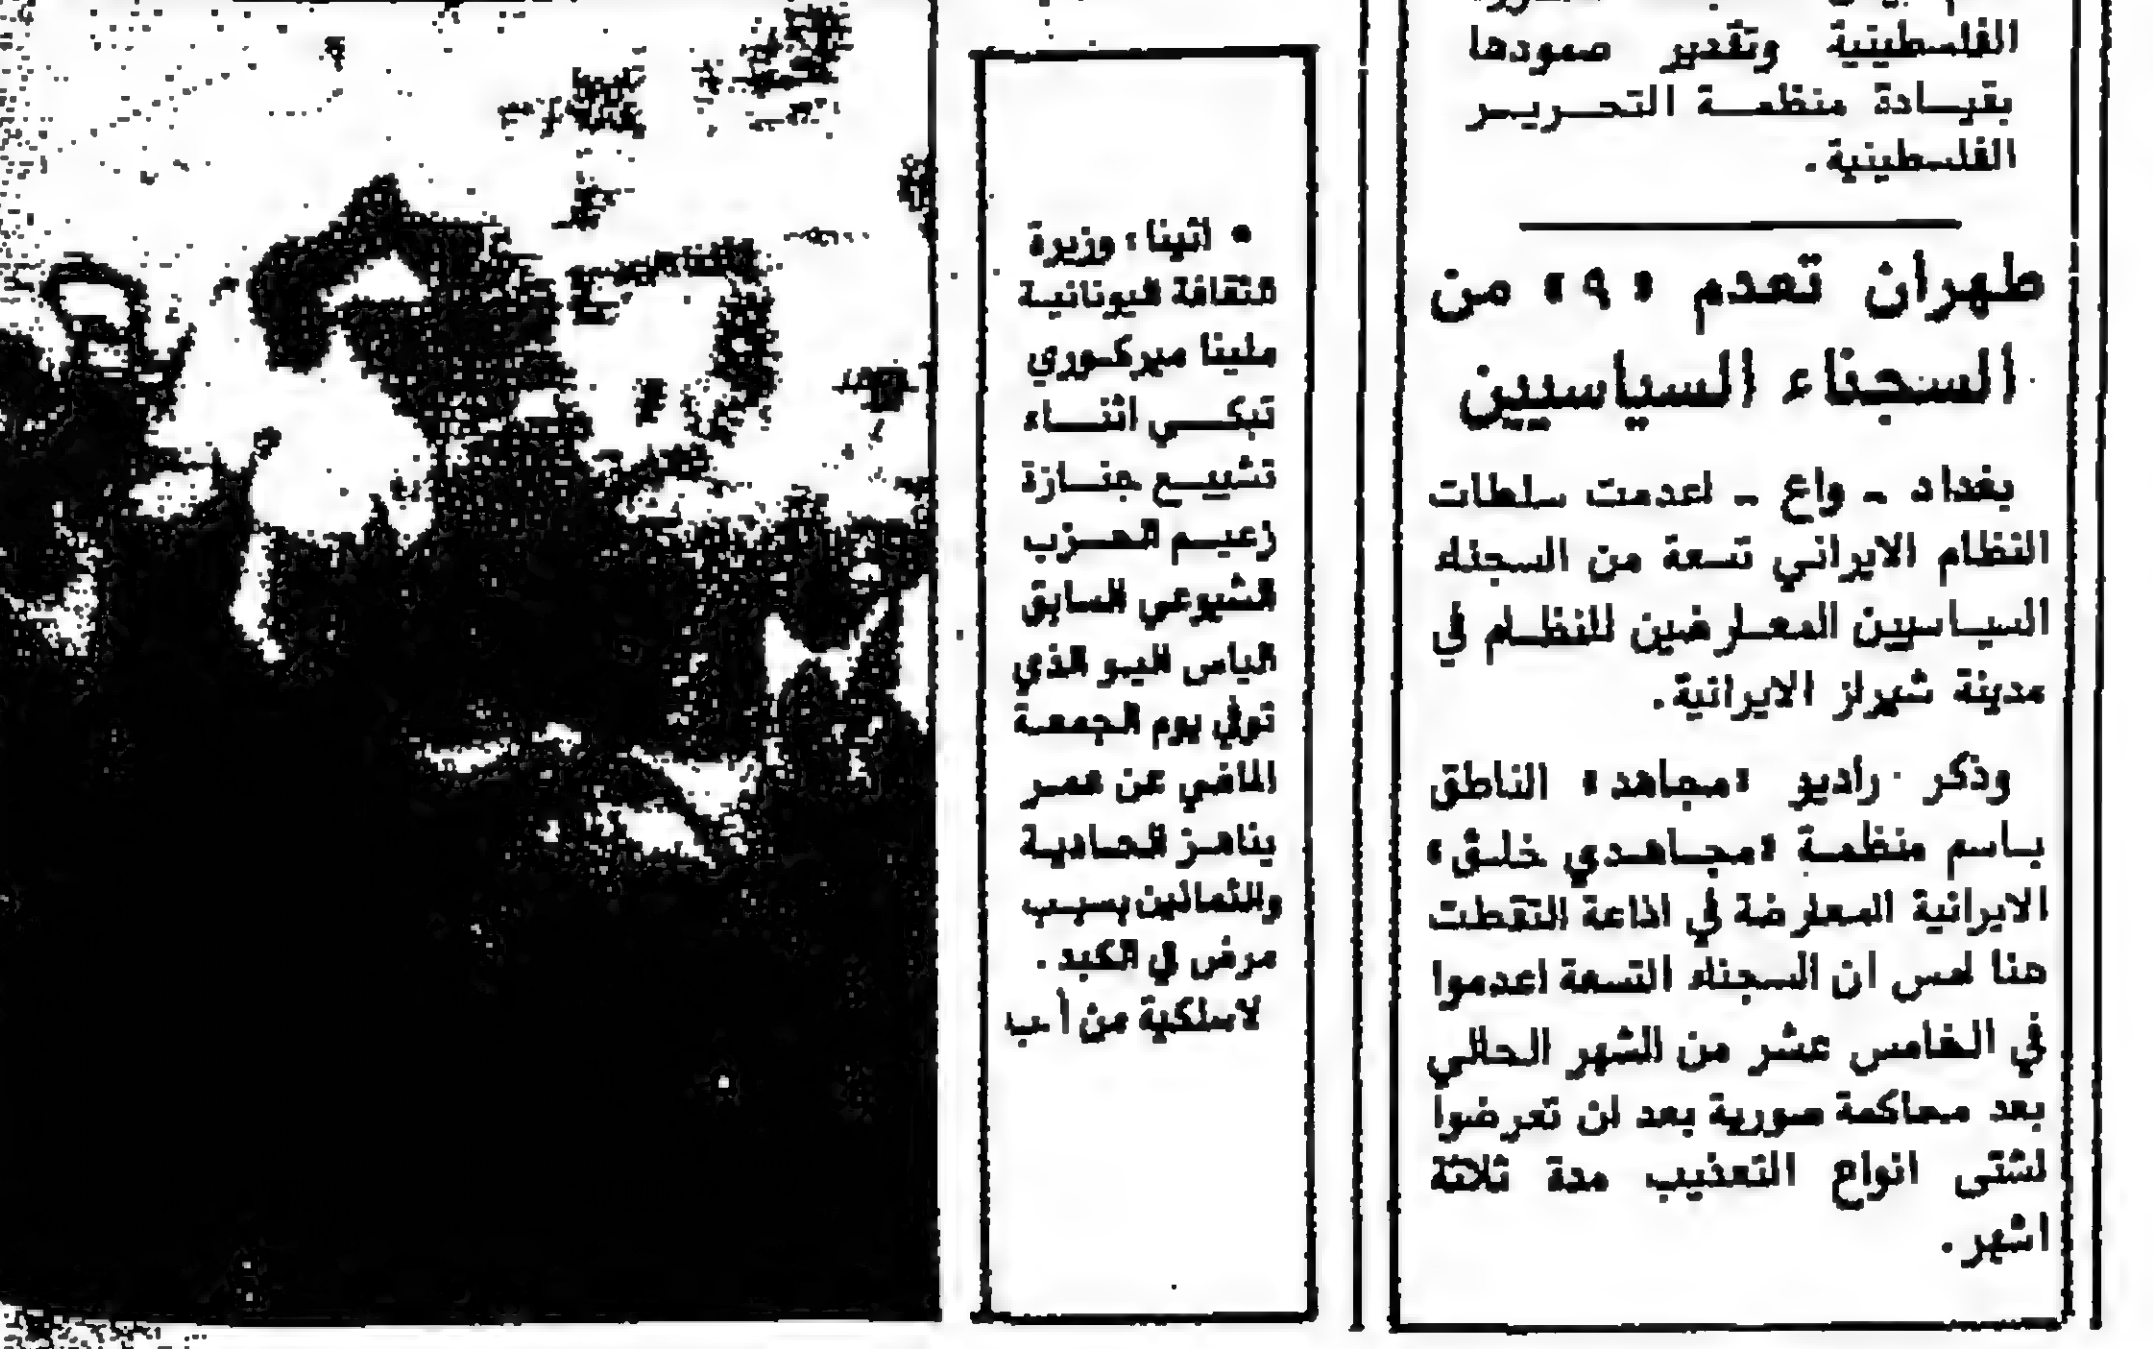 الفلسطينية وتقدير صمودها
بقيادة منظمة التحرير
الفلسطينية.
طهران تعدم «٩» من
السجناء السياسيين
بغداد - واع - اعدمت سلطات
النظام الايراني تسعة من السجناء
السياسيين المعارضين للنظام في
مدينة شيراز الايرانية.
وذكر راديو «مجاهد» الناطق
باسم منظمة «مجاهدي خلق»
الايرانية المعارضة في اذاعة التقطت
هنا امس ان السجناء التسعة اعدموا
في الخامس عشر من الشهر الحالي
بعد محاكمة صورية بعد ان تعرضوا
لشتى انواع التعذيب مدة ثلاثة
اشهر.
• اثينا، وزيرة
الثقافة اليونانية
ملينا ميركوري
تبكي اثناء
تشييع جنازة
زعيم الحزب
الشيوعي السابق
الياس اليو الذي
توفي يوم الجمعة
الماضي عن عمر
يناهز الحادية
والثمانين بسبب
مرض في الكبد.
لاسلكية من أ.ب